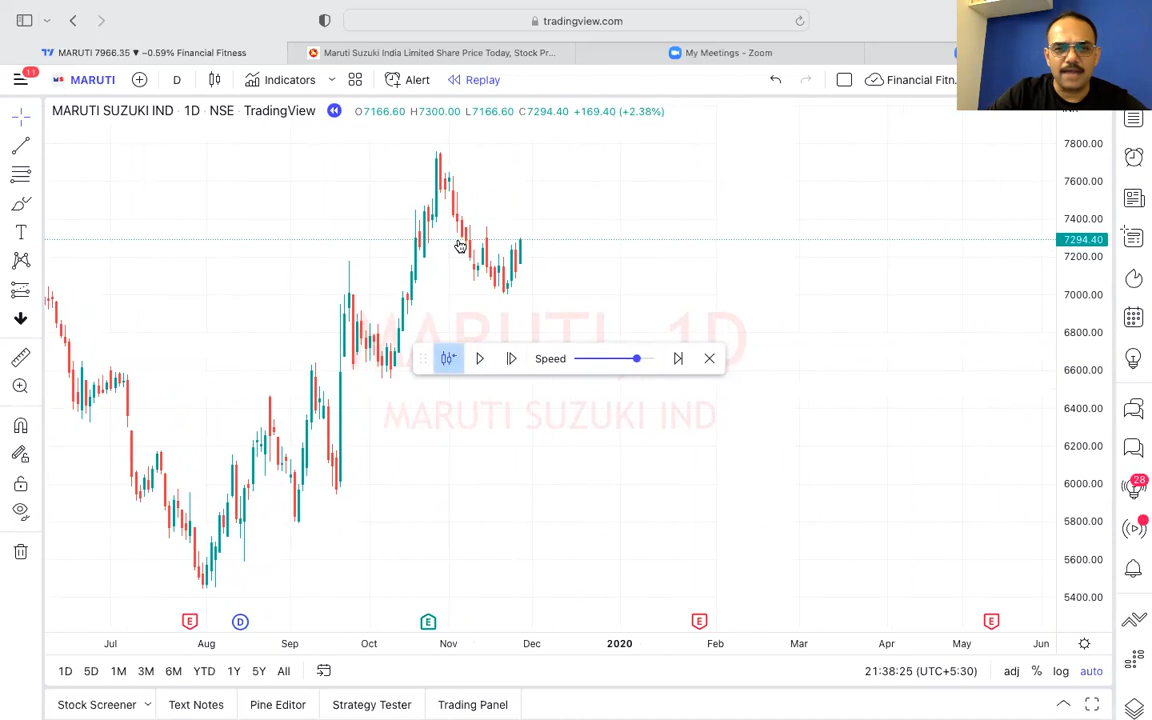 tradingview.com
MARUTI 7966.35 ▼ −0.59% Financial Fitness
Maruti Suzuki India Limited Share Price Today, Stock Pr...
My Meetings - Zoom
11
MARUTI
D
Indicators
Alert
Replay
Financial Fitn..
MARUTI SUZUKI IND · 1D · NSE · TradingView
O7166.60 H7300.00 L7166.60 C7294.40 +169.40 (+2.38%)
7800.00
7600.00
7400.00
7294.40
7200.00
7000.00
6800.00
6600.00
6400.00
6200.00
6000.00
5800.00
5600.00
5400.00
MARUTI, 1D
MARUTI SUZUKI IND
Speed
28
E
D
E
E
E
Jul
Aug
Sep
Oct
Nov
Dec
2020
Feb
Mar
Apr
May
Jun
1D
5D
1M
3M
6M
YTD
1Y
5Y
All
21:38:25 (UTC+5:30)
adj
%
log
auto
Stock Screener
Text Notes
Pine Editor
Strategy Tester
Trading Panel